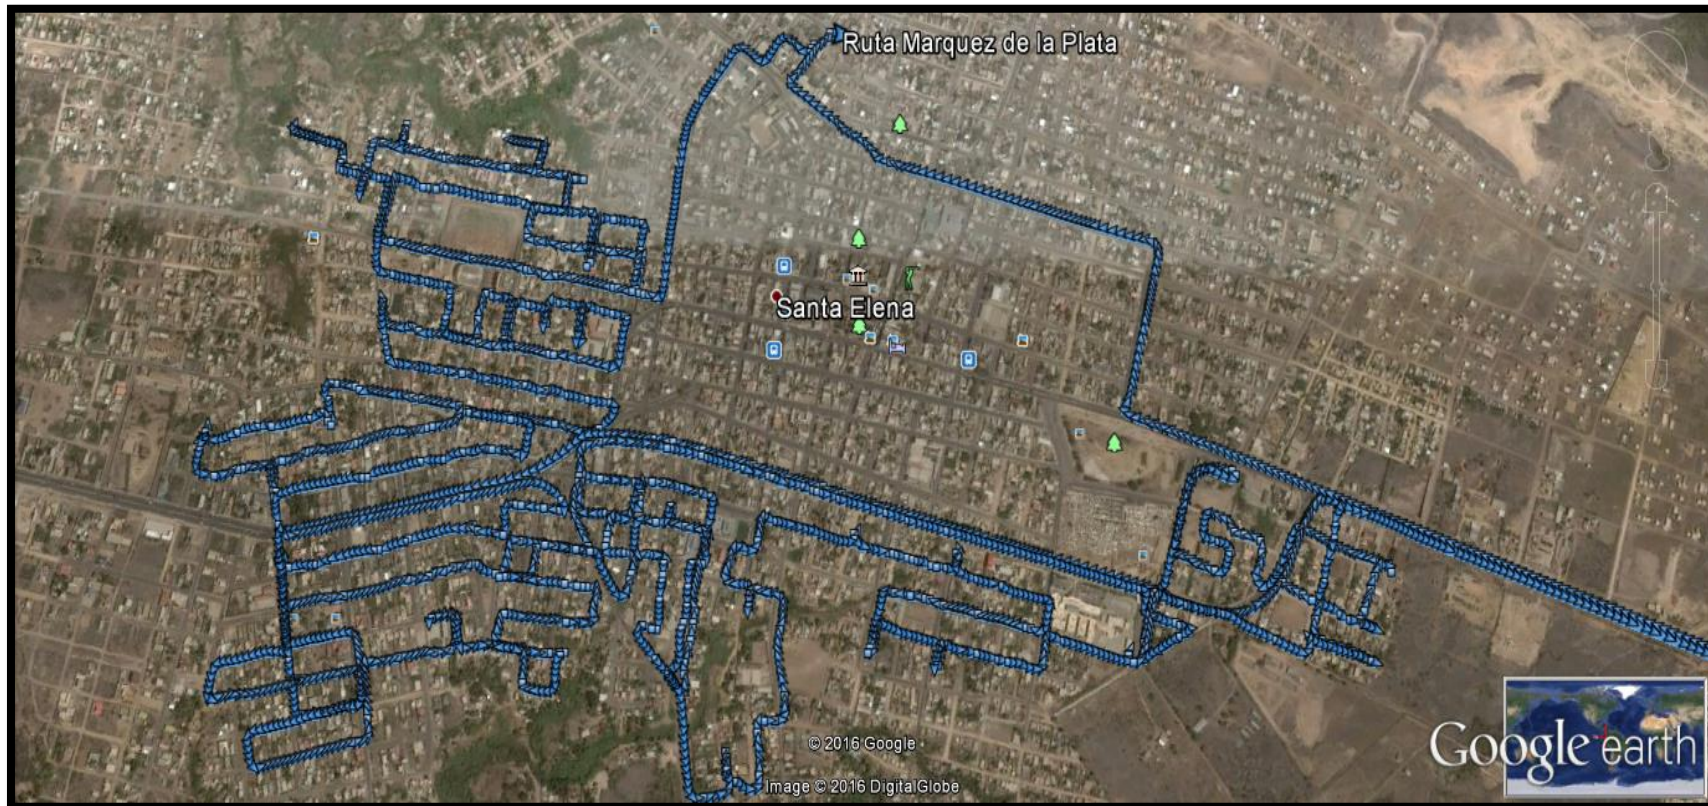 Ruta Marquez de la Plata
Santa Elena
© 2016 Google
Image © 2016 DigitalGlobe
Google earth